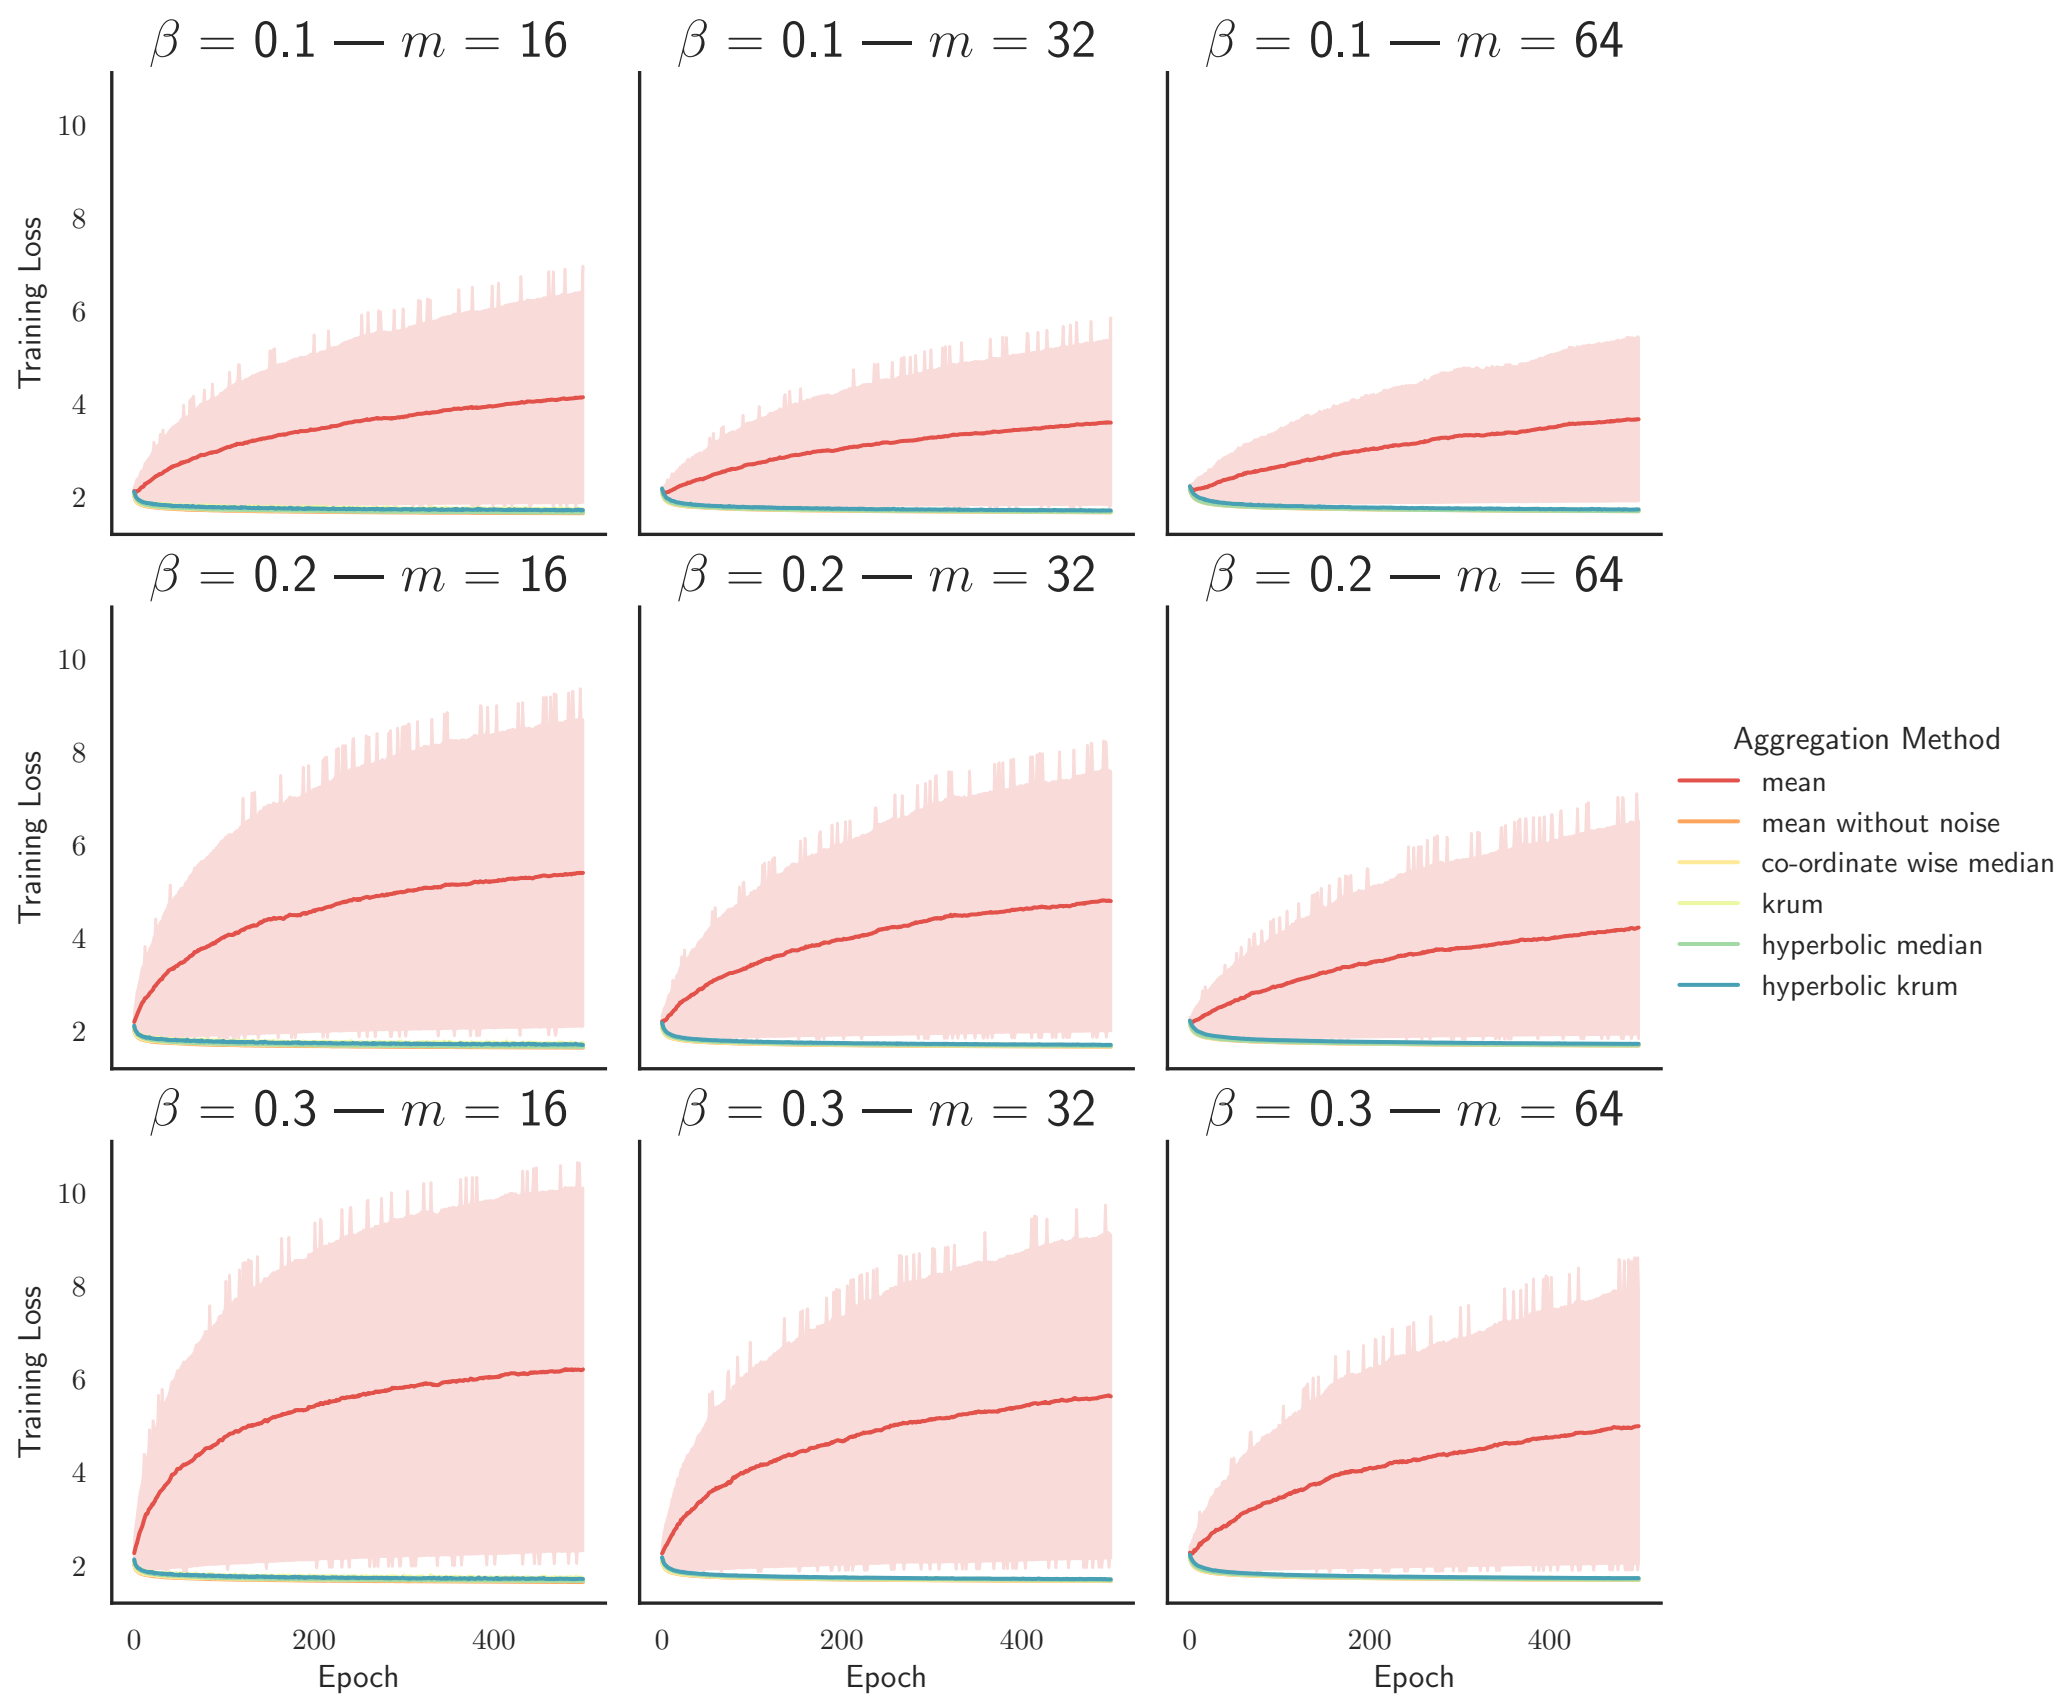 β = 0.1 — m = 16
β = 0.1 — m = 32
β = 0.1 — m = 64
Training Loss
10
8
6
4
2
β = 0.2 — m = 16
β = 0.2 — m = 32
β = 0.2 — m = 64
Training Loss
10
8
6
4
2
Aggregation Method
mean
mean without noise
co-ordinate wise median
krum
hyperbolic median
hyperbolic krum
β = 0.3 — m = 16
β = 0.3 — m = 32
β = 0.3 — m = 64
Training Loss
10
8
6
4
2
0 200 400
Epoch
0 200 400
Epoch
0 200 400
Epoch